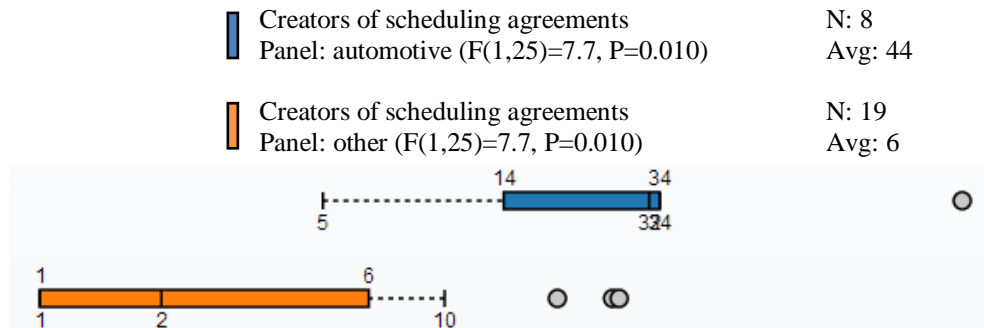 Creators of scheduling agreements N: 8
Panel: automotive (F(1,25)=7.7, P=0.010) Avg: 44
Creators of scheduling agreements N: 19
Panel: other (F(1,25)=7.7, P=0.010) Avg: 6
14 34
5 34
1 6
1 2 10